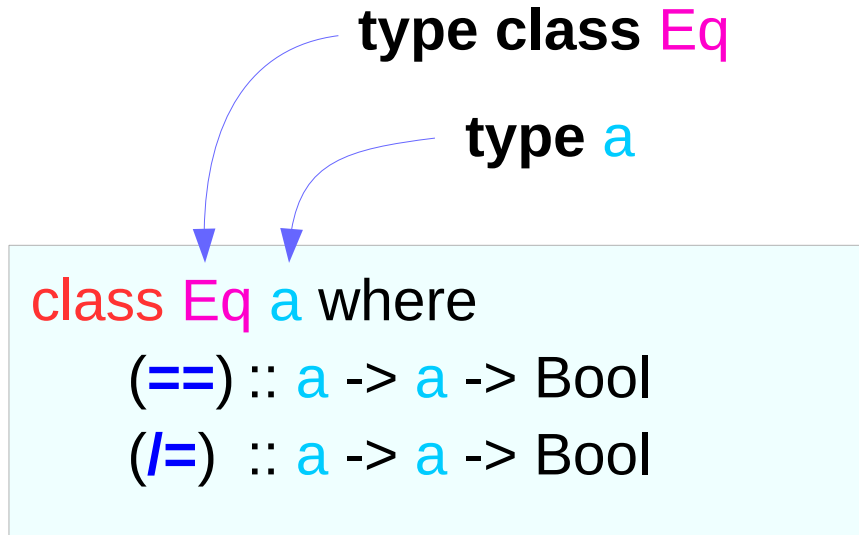 type class Eq
type a
class Eq a where
(==) :: a -> a -> Bool
(/=) :: a -> a -> Bool